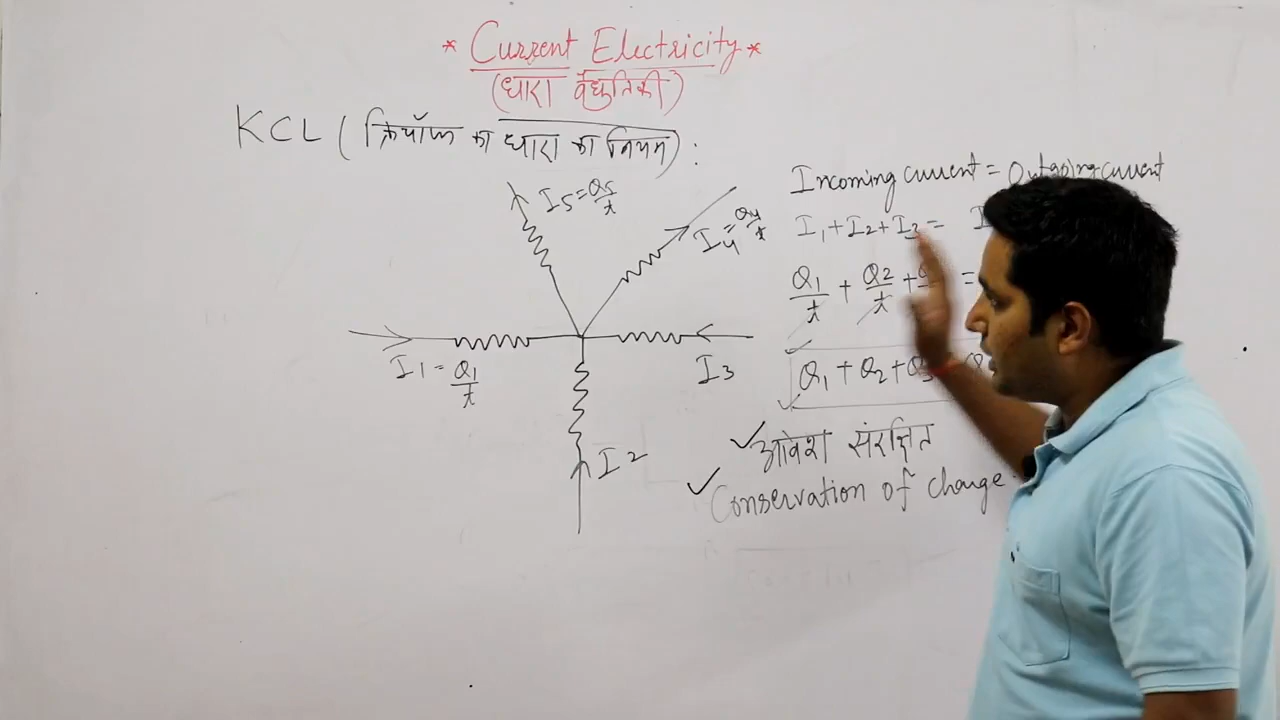 * Current Electricity *
(धारा वैद्युतिकी)
KCL ( का धारा का नियम) :
I5 = Q5/t
I4 = Q4/t
I1 = Q1/t
I3
I2
Incoming current = Outgoing current
I1 + I2 + I3 = I
Q1/t + Q2/t + Q =
Q1 + Q2 + Q3
✓ आवेश संरक्षित
✓ Conservation of charge.